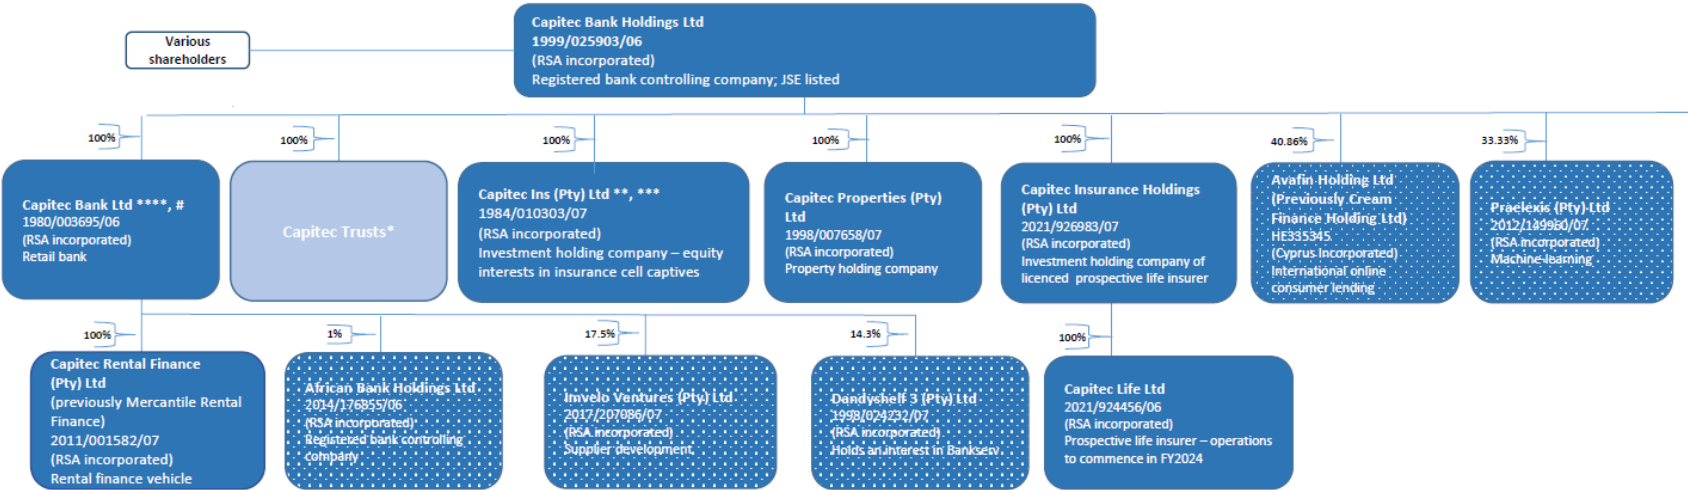 Capitec Bank Holdings Ltd
1999/025903/06
(RSA incorporated)
Registered bank controlling company; JSE listed
Various
shareholders
100%
100%
100%
100%
100%
40.86%
33.33%
Capitec Bank Ltd ****, #
1980/003695/06
(RSA incorporated)
Retail bank
Capitec Trusts*
Capitec Ins (Pty) Ltd **, ***
1984/010303/07
(RSA incorporated)
Investment holding company – equity
interests in insurance cell captives
Capitec Properties (Pty)
Ltd
1998/007658/07
(RSA incorporated)
Property holding company
Capitec Insurance Holdings
(Pty) Ltd
2021/926983/07
(RSA incorporated)
Investment holding company of
licenced prospective life insurer
Avafin Holding Ltd
(Previously Cream
Finance Holding Ltd)
HE335345
(Cyprus Incorporated)
International online
consumer lending
Praelexis (Pty) Ltd
2012/149960/07
(RSA incorporated)
Machine-learning
100%
1%
17.5%
14.3%
100%
Capitec Rental Finance
(Pty) Ltd
(previously Mercantile Rental
Finance)
2011/001582/07
(RSA incorporated)
Rental finance vehicle
African Bank Holdings Ltd
2014/176855/06
(RSA incorporated)
Registered bank controlling
company
Imvelo Ventures (Pty) Ltd
2017/207086/07
(RSA incorporated)
Supplier development
Dandyshelf 3 (Pty) Ltd
1998/024232/07
(RSA incorporated)
Holds an interest in Bankserv
Capitec Life Ltd
2021/924456/06
(RSA incorporated)
Prospective life insurer – operations
to commence in FY2024